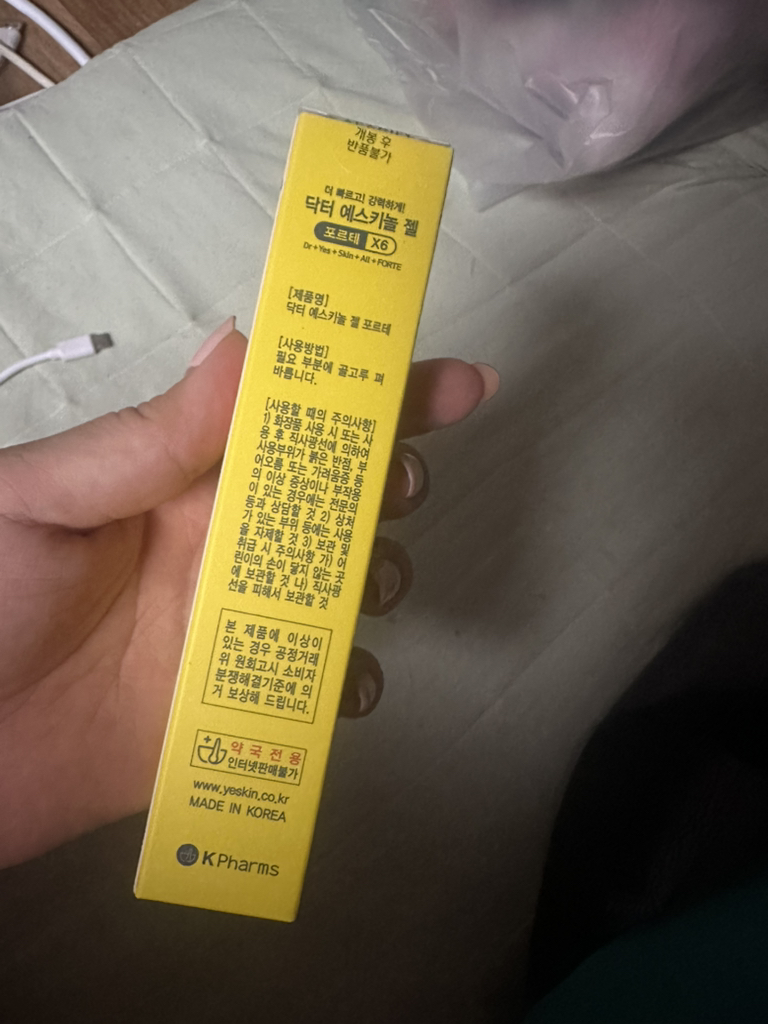 개봉 후
반품불가
더 빠르고! 강력하게!
닥터 예스키놀 젤
포르테 X6
Dr+Yes+Skin+All+FORTE
[제품명]
닥터 예스키놀 젤 포르테
[사용방법]
필요 부분에 골고루 펴
바릅니다.
[사용할 때의 주의사항]
1) 화장품 사용 시 또는 사
용 후 직사광선에 의하여
사용부위가 붉은 반점, 부
어오름 또는 가려움증 등
의 이상 증상이나 부작용
이 있는 경우에는 전문의
등과 상담할 것 2) 상처
가 있는 부위 등에는 사용
을 자제할 것 3) 보관 및
취급 시 주의사항 가) 어
린이의 손이 닿지 않는 곳
에 보관할 것 나) 직사광
선을 피해서 보관할 것
본 제품에 이상이
있는 경우 공정거래
위 원회고시 소비자
분쟁해결기준에 의
거 보상해 드립니다.
약국전용
인터넷판매불가
www.yeskin.co.kr
MADE IN KOREA
KPharms